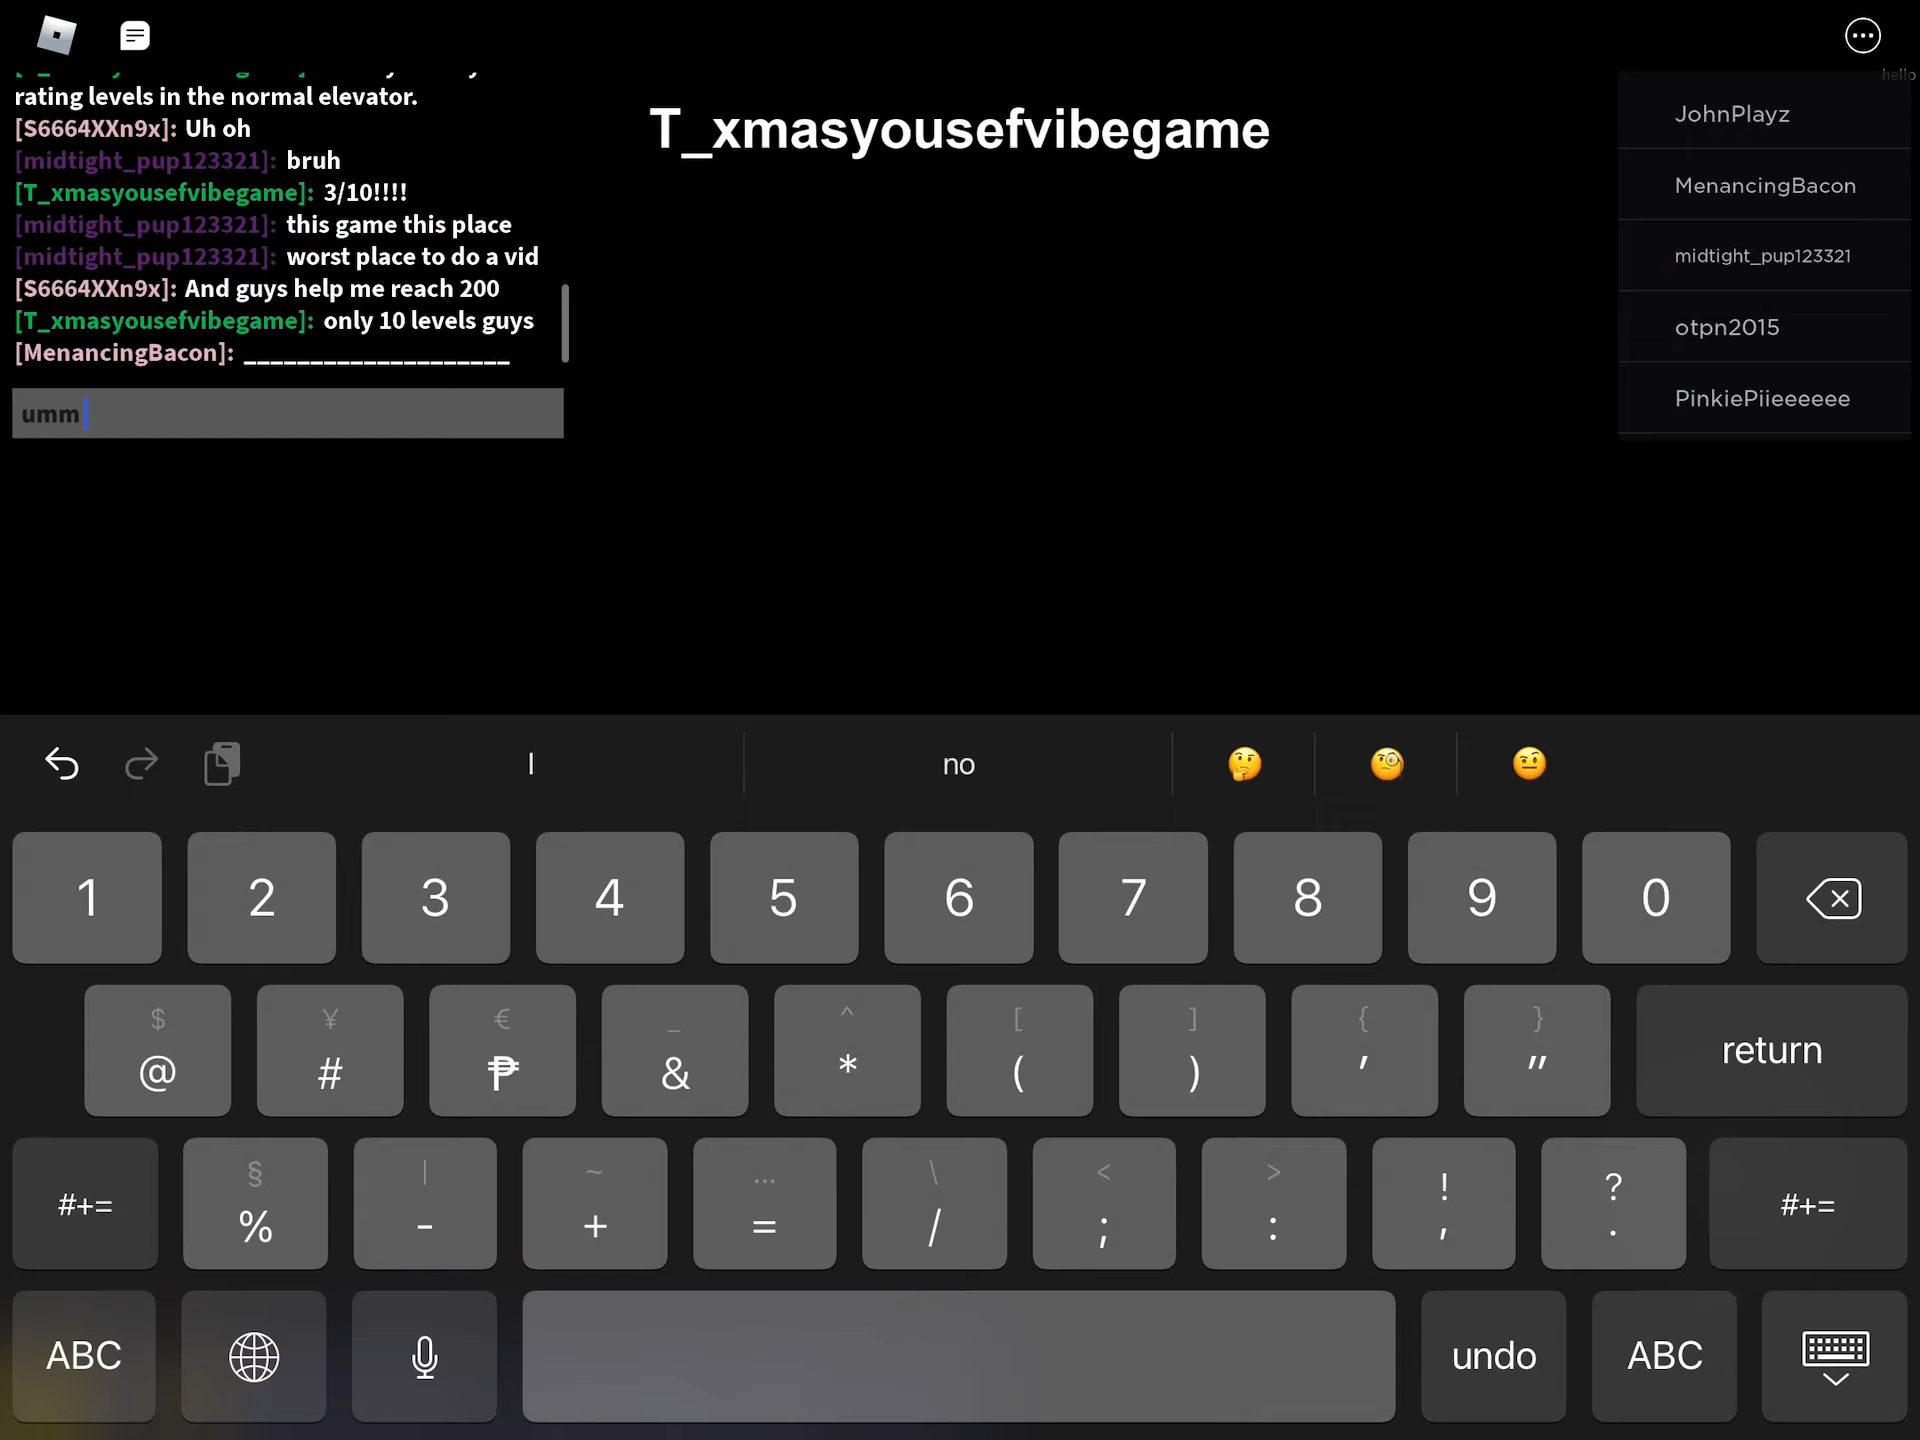 hello
rating levels in the normal elevator.
[S6664XXn9x]: Uh oh
[midtight_pup123321]: bruh
[T_xmasyousefvibegame]: 3/10!!!!
[midtight_pup123321]: this game this place
[midtight_pup123321]: worst place to do a vid
[S6664XXn9x]: And guys help me reach 200
[T_xmasyousefvibegame]: only 10 levels guys
[MenancingBacon]: ____________________
umm
T_xmasyousefvibegame
JohnPlayz
MenancingBacon
midtight_pup123321
otpn2015
PinkiePiieeeeee
I no 🤔 🧐 🤨
1 2 3 4 5 6 7 8 9 0
$ ¥ € _ ^ [ ] { }
@ # ₱ & * ( ) ' " return
§ | ~ … \ < > ! ?
#+= % - + = / ; : , . #+=
ABC undo ABC